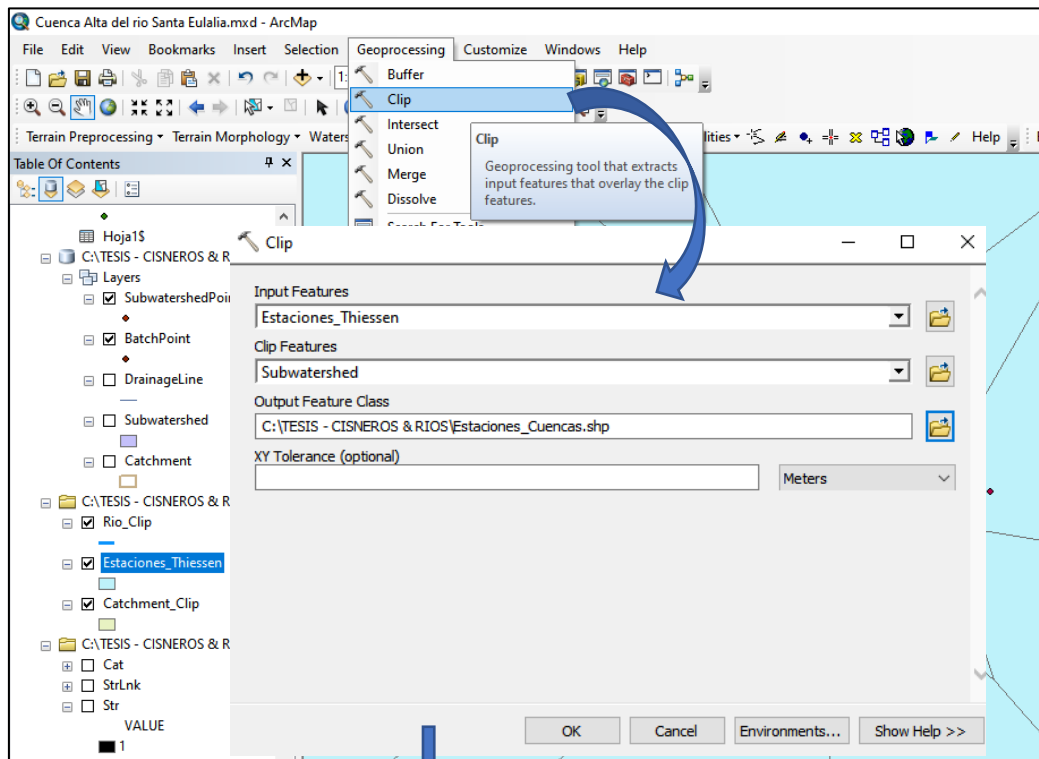 Cuenca Alta del rio Santa Eulalia.mxd - ArcMap
File Edit View Bookmarks Insert Selection Geoprocessing Customize Windows Help
Buffer
Clip
Intersect
Union
Merge
Dissolve
Clip
Geoprocessing tool that extracts
input features that overlay the clip
features.
Terrain Preprocessing Terrain Morphology Help
Table Of Contents
Hoja1$
C:\TESIS - CISNEROS & R
Layers
SubwatershedPoi
BatchPoint
DrainageLine
Subwatershed
Catchment
C:\TESIS - CISNEROS & R
Rio_Clip
Estaciones_Thiessen
Catchment_Clip
C:\TESIS - CISNEROS & R
Cat
StrLnk
Str
VALUE
1
Clip
Input Features
Estaciones_Thiessen
Clip Features
Subwatershed
Output Feature Class
C:\TESIS - CISNEROS & RIOS\Estaciones_Cuencas.shp
XY Tolerance (optional)
Meters
OK Cancel Environments... Show Help >>